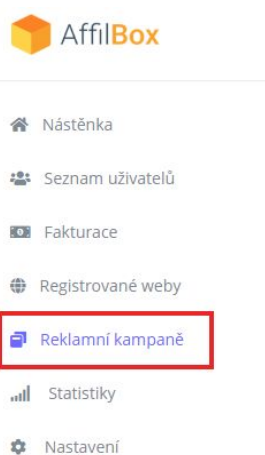 AffilBox
Nástěnka
Seznam uživatelů
Fakturace
Registrované weby
Reklamní kampaně
Statistiky
Nastavení